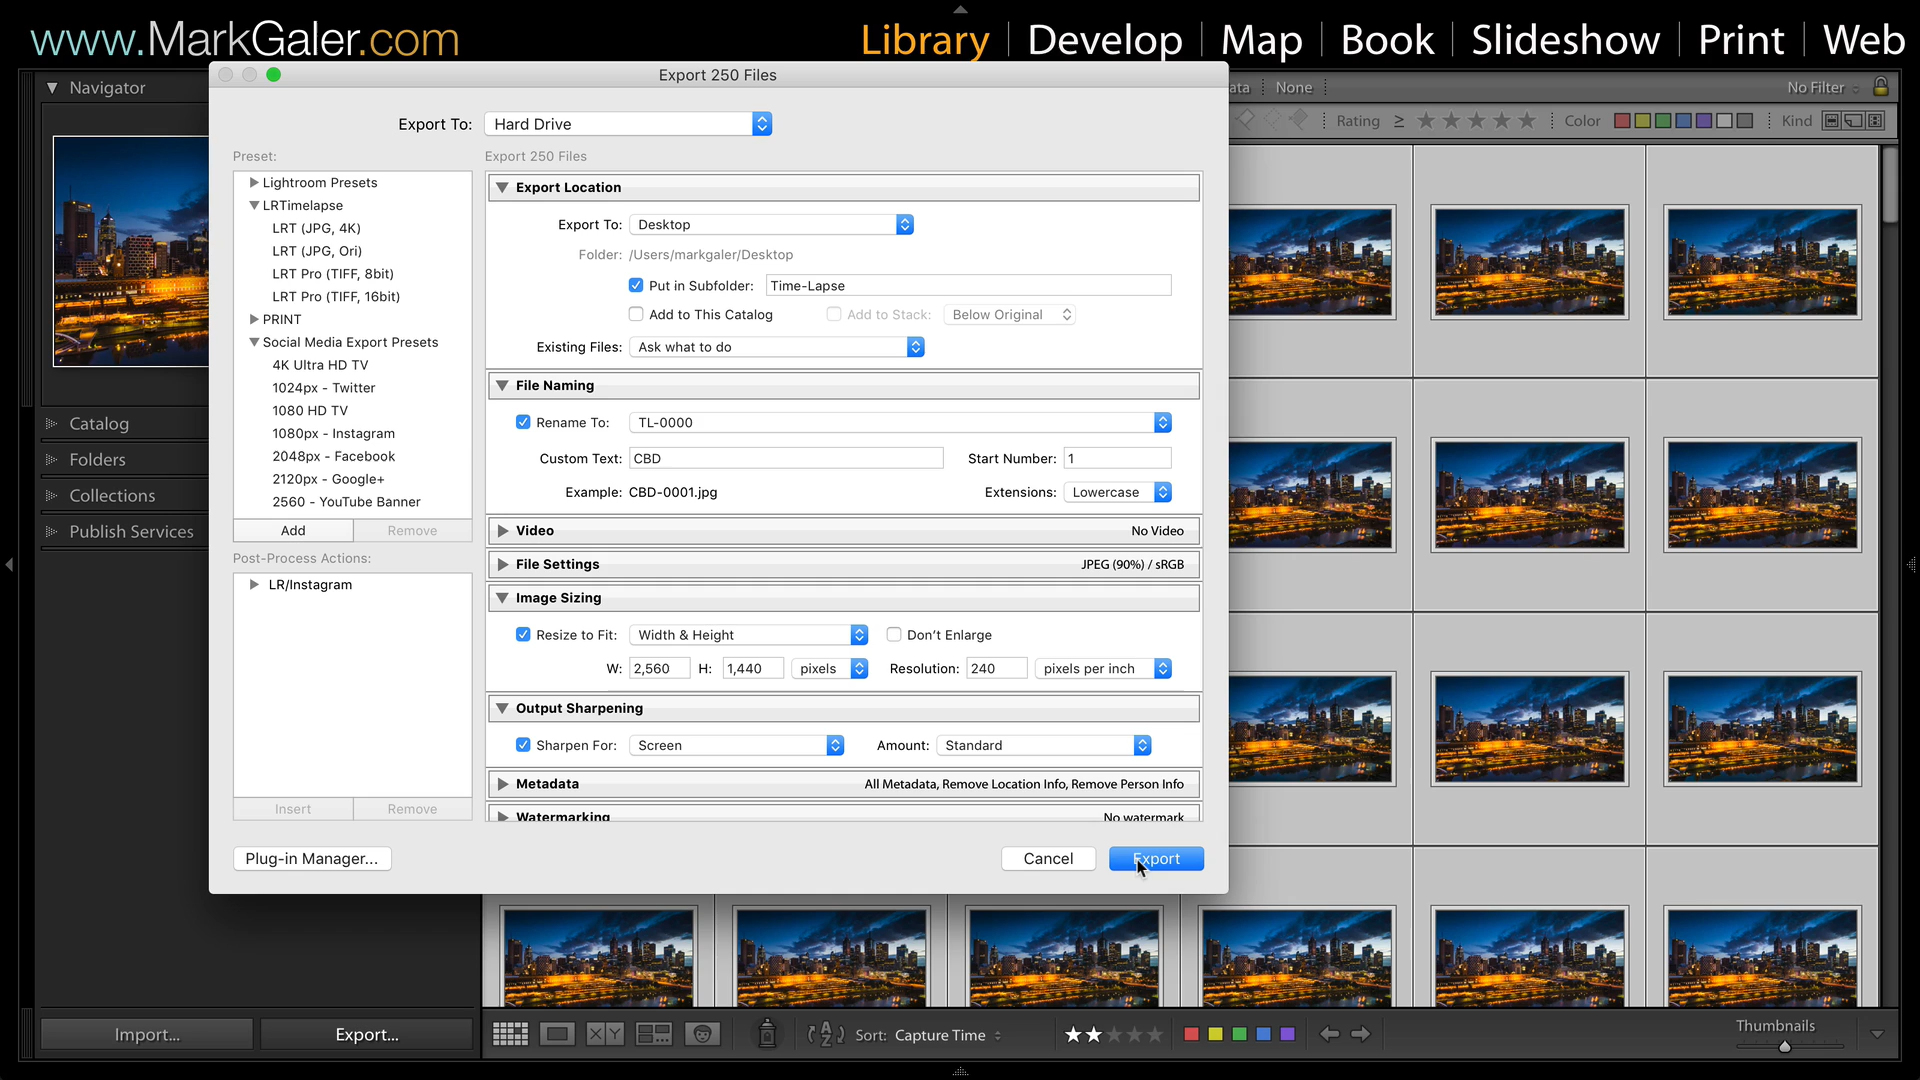 www.MarkGaler.com
Library | Develop | Map | Book | Slideshow | Print | Web
Export 250 Files
Navigator
None
No Filter
Export To: Hard Drive
Rating ≥
Color
Kind
Preset:
Export 250 Files
Lightroom Presets
LRTimelapse
LRT (JPG, 4K)
LRT (JPG, Ori)
LRT Pro (TIFF, 8bit)
LRT Pro (TIFF, 16bit)
PRINT
Social Media Export Presets
4K Ultra HD TV
1024px - Twitter
1080 HD TV
1080px - Instagram
2048px - Facebook
2120px - Google+
2560 - YouTube Banner
Add
Remove
Post-Process Actions:
LR/Instagram
Insert
Remove
Plug-in Manager...
Export Location
Export To: Desktop
Folder: /Users/markgaler/Desktop
Put in Subfolder: Time-Lapse
Add to This Catalog
Add to Stack: Below Original
Existing Files: Ask what to do
File Naming
Rename To: TL-0000
Custom Text: CBD
Start Number: 1
Example: CBD-0001.jpg
Extensions: Lowercase
Video
No Video
File Settings
JPEG (90%) / sRGB
Image Sizing
Resize to Fit: Width & Height
Don't Enlarge
W: 2,560 H: 1,440 pixels
Resolution: 240 pixels per inch
Output Sharpening
Sharpen For: Screen
Amount: Standard
Metadata
All Metadata, Remove Location Info, Remove Person Info
Watermarking
No watermark
Cancel
Export
Catalog
Folders
Collections
Publish Services
Import...
Export...
XY
Sort: Capture Time
Thumbnails